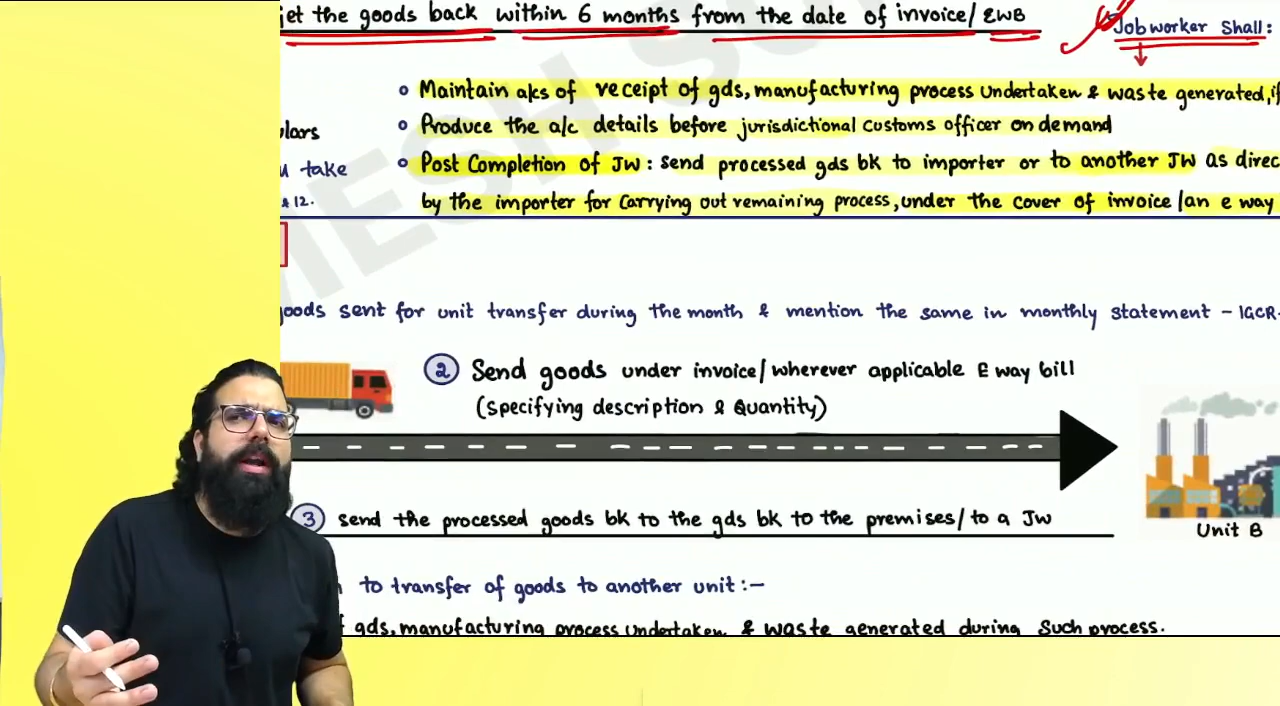 get the goods back within 6 months from the date of invoice/ EWB
Jobworker Shall:
Maintain a/cs of receipt of gds, manufacturing process undertaken & waste generated, if
Produce the a/c details before jurisdictional customs officer on demand
Post Completion of JW : send processed gds bk to importer or to another JW as direc
by the importer for carrying out remaining process, under the cover of invoice /an e way
ulars
u take
& 12.
goods sent for unit transfer during the month & mention the same in monthly statement - IGCR-
2 Send goods under invoice/ wherever applicable E way bill
(specifying description & Quantity)
3 send the processed goods bk to the gds bk to the premises/ to a JW
Unit B
to transfer of goods to another unit :-
gds, manufacturing process undertaken & waste generated during such process.
MESH S